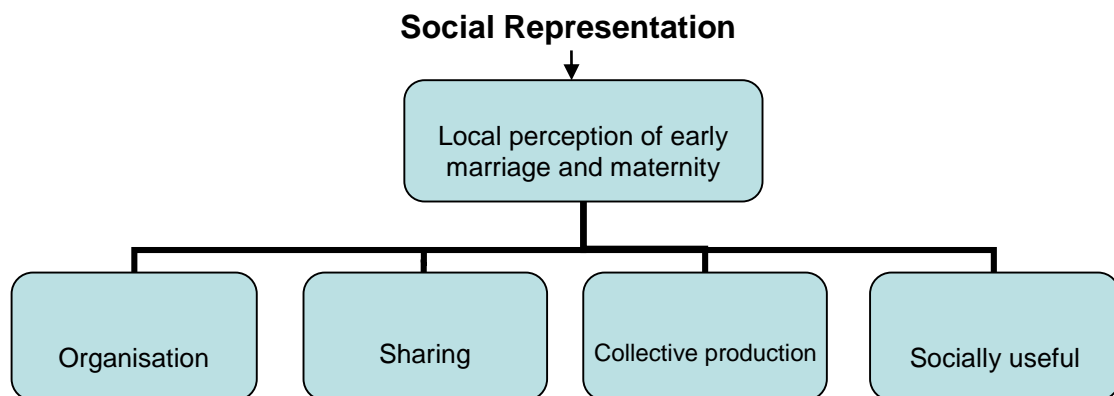 Social Representation
Local perception of early
marriage and maternity
Organisation
Sharing
Collective production
Socially useful